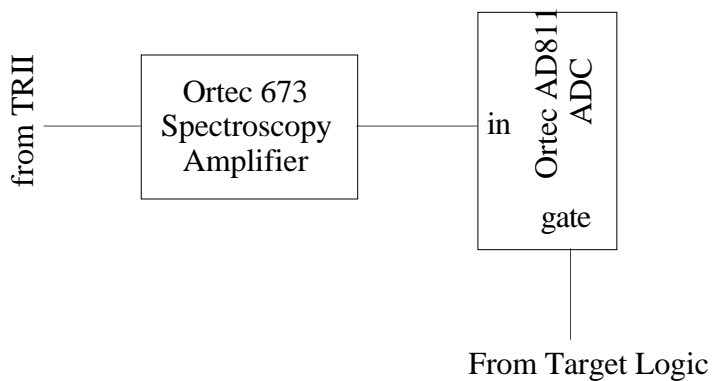 from TRII
Ortec 673
Spectroscopy
Amplifier
in
Ortec AD811
ADC
gate
From Target Logic